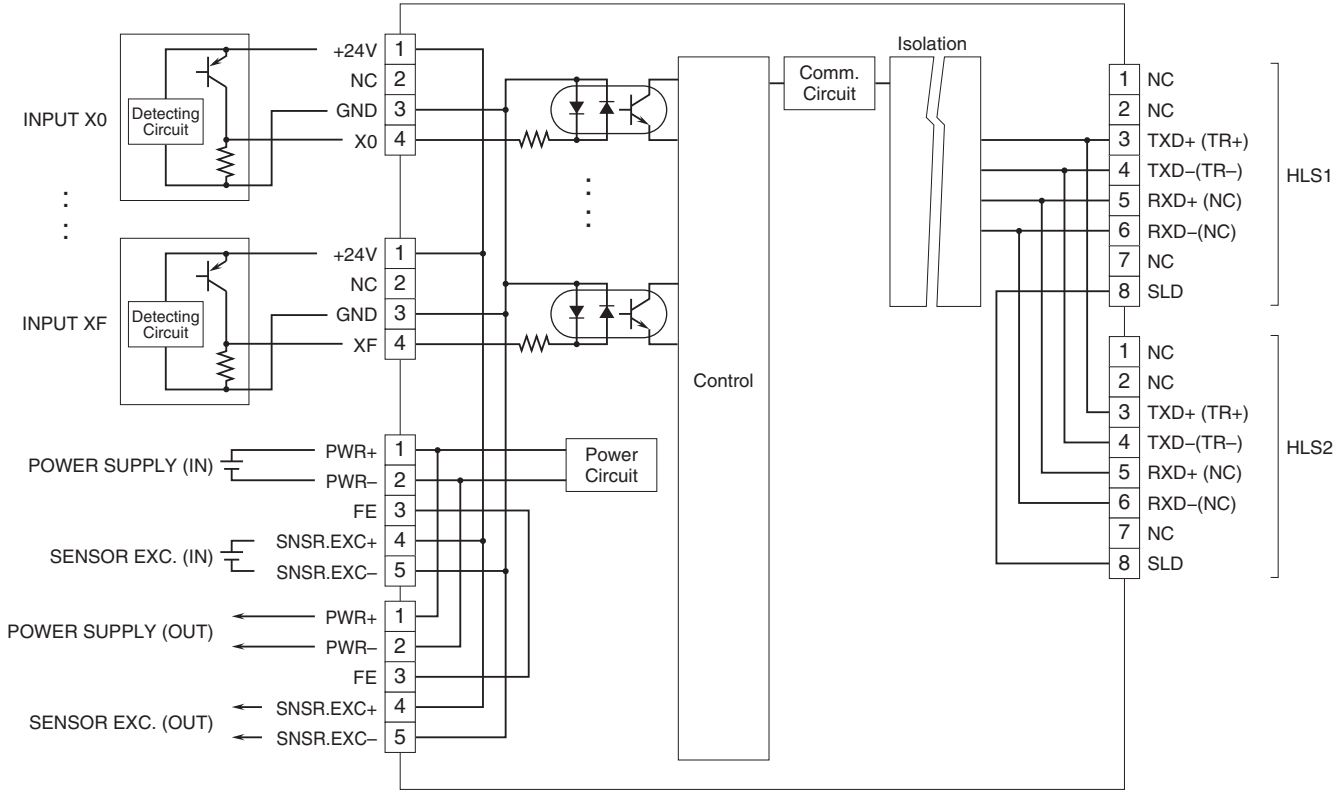 INPUT X0
Detecting Circuit
+24V 1
NC 2
GND 3
X0 4
INPUT XF
Detecting Circuit
+24V 1
NC 2
GND 3
XF 4
POWER SUPPLY (IN)
PWR+ 1
PWR– 2
FE 3
SENSOR EXC. (IN)
SNSR.EXC+ 4
SNSR.EXC– 5
POWER SUPPLY (OUT)
PWR+ 1
PWR– 2
FE 3
SENSOR EXC. (OUT)
SNSR.EXC+ 4
SNSR.EXC– 5
Power Circuit
Control
Comm. Circuit
Isolation
1 NC
2 NC
3 TXD+ (TR+)
4 TXD–(TR–)
5 RXD+ (NC)
6 RXD–(NC)
7 NC
8 SLD
HLS1
1 NC
2 NC
3 TXD+ (TR+)
4 TXD–(TR–)
5 RXD+ (NC)
6 RXD–(NC)
7 NC
8 SLD
HLS2